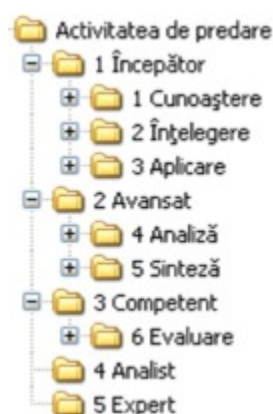 Activitatea de predare
1 Începător
1 Cunoaştere
2 Înţelegere
3 Aplicare
2 Avansat
4 Analiză
5 Sinteză
3 Competent
6 Evaluare
4 Analist
5 Expert